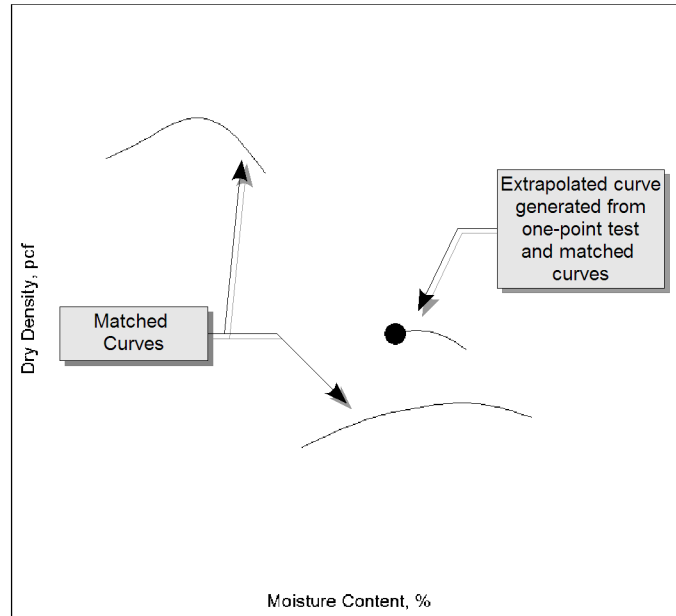 Extrapolated curve
generated from
one-point test
and matched
curves
Matched
Curves
Dry Density, pcf
Moisture Content, %